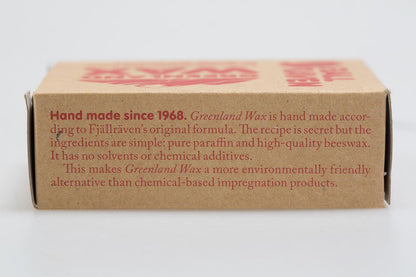 Hand made since 1968. Greenland Wax is hand made accor-
ding to Fjällräven's original formula. The recipe is secret but the
ingredients are simple: pure paraffin and high-quality beeswax.
It has no solvents or chemical additives.
This makes Greenland Wax a more environmentally friendly
alternative than chemical-based impregnation products.